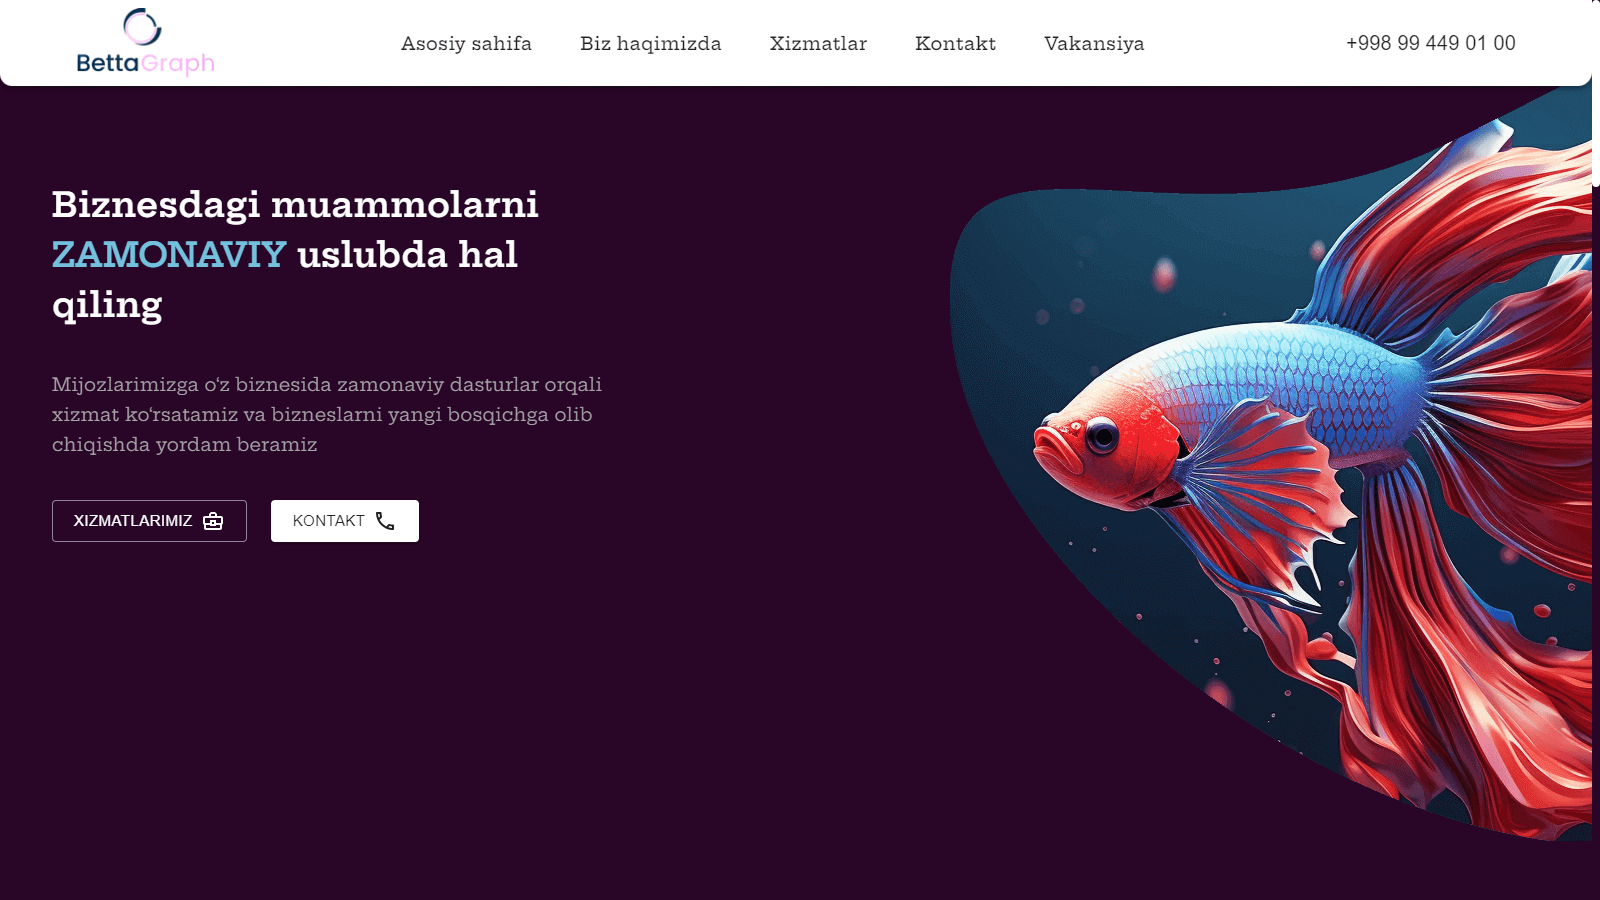 BettaGraph
Asosiy sahifa
Biz haqimizda
Xizmatlar
Kontakt
Vakansiya
+998 99 449 01 00
Biznesdagi muammolarni
ZAMONAVIY uslubda hal
qiling
Mijozlarimizga o‘z biznesida zamonaviy dasturlar orqali
xizmat ko‘rsatamiz va bizneslarni yangi bosqichga olib
chiqishda yordam beramiz
XIZMATLARIMIZ
KONTAKT